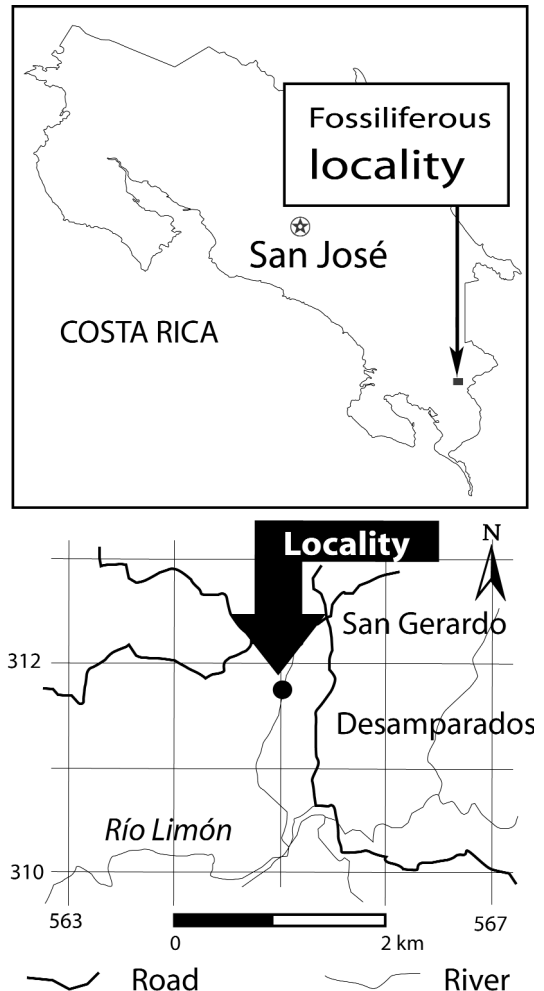 Fossiliferous
locality
San José
COSTA RICA
Locality
N
San Gerardo
312
Desamparados
Río Limón
310
563
567
0
2 km
Road
River